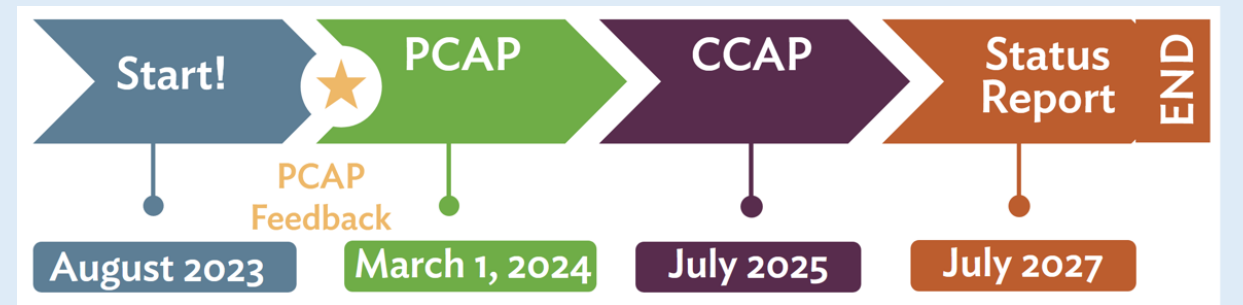 Start!
PCAP
CCAP
Status
Report
END
PCAP
Feedback
August 2023
March 1, 2024
July 2025
July 2027